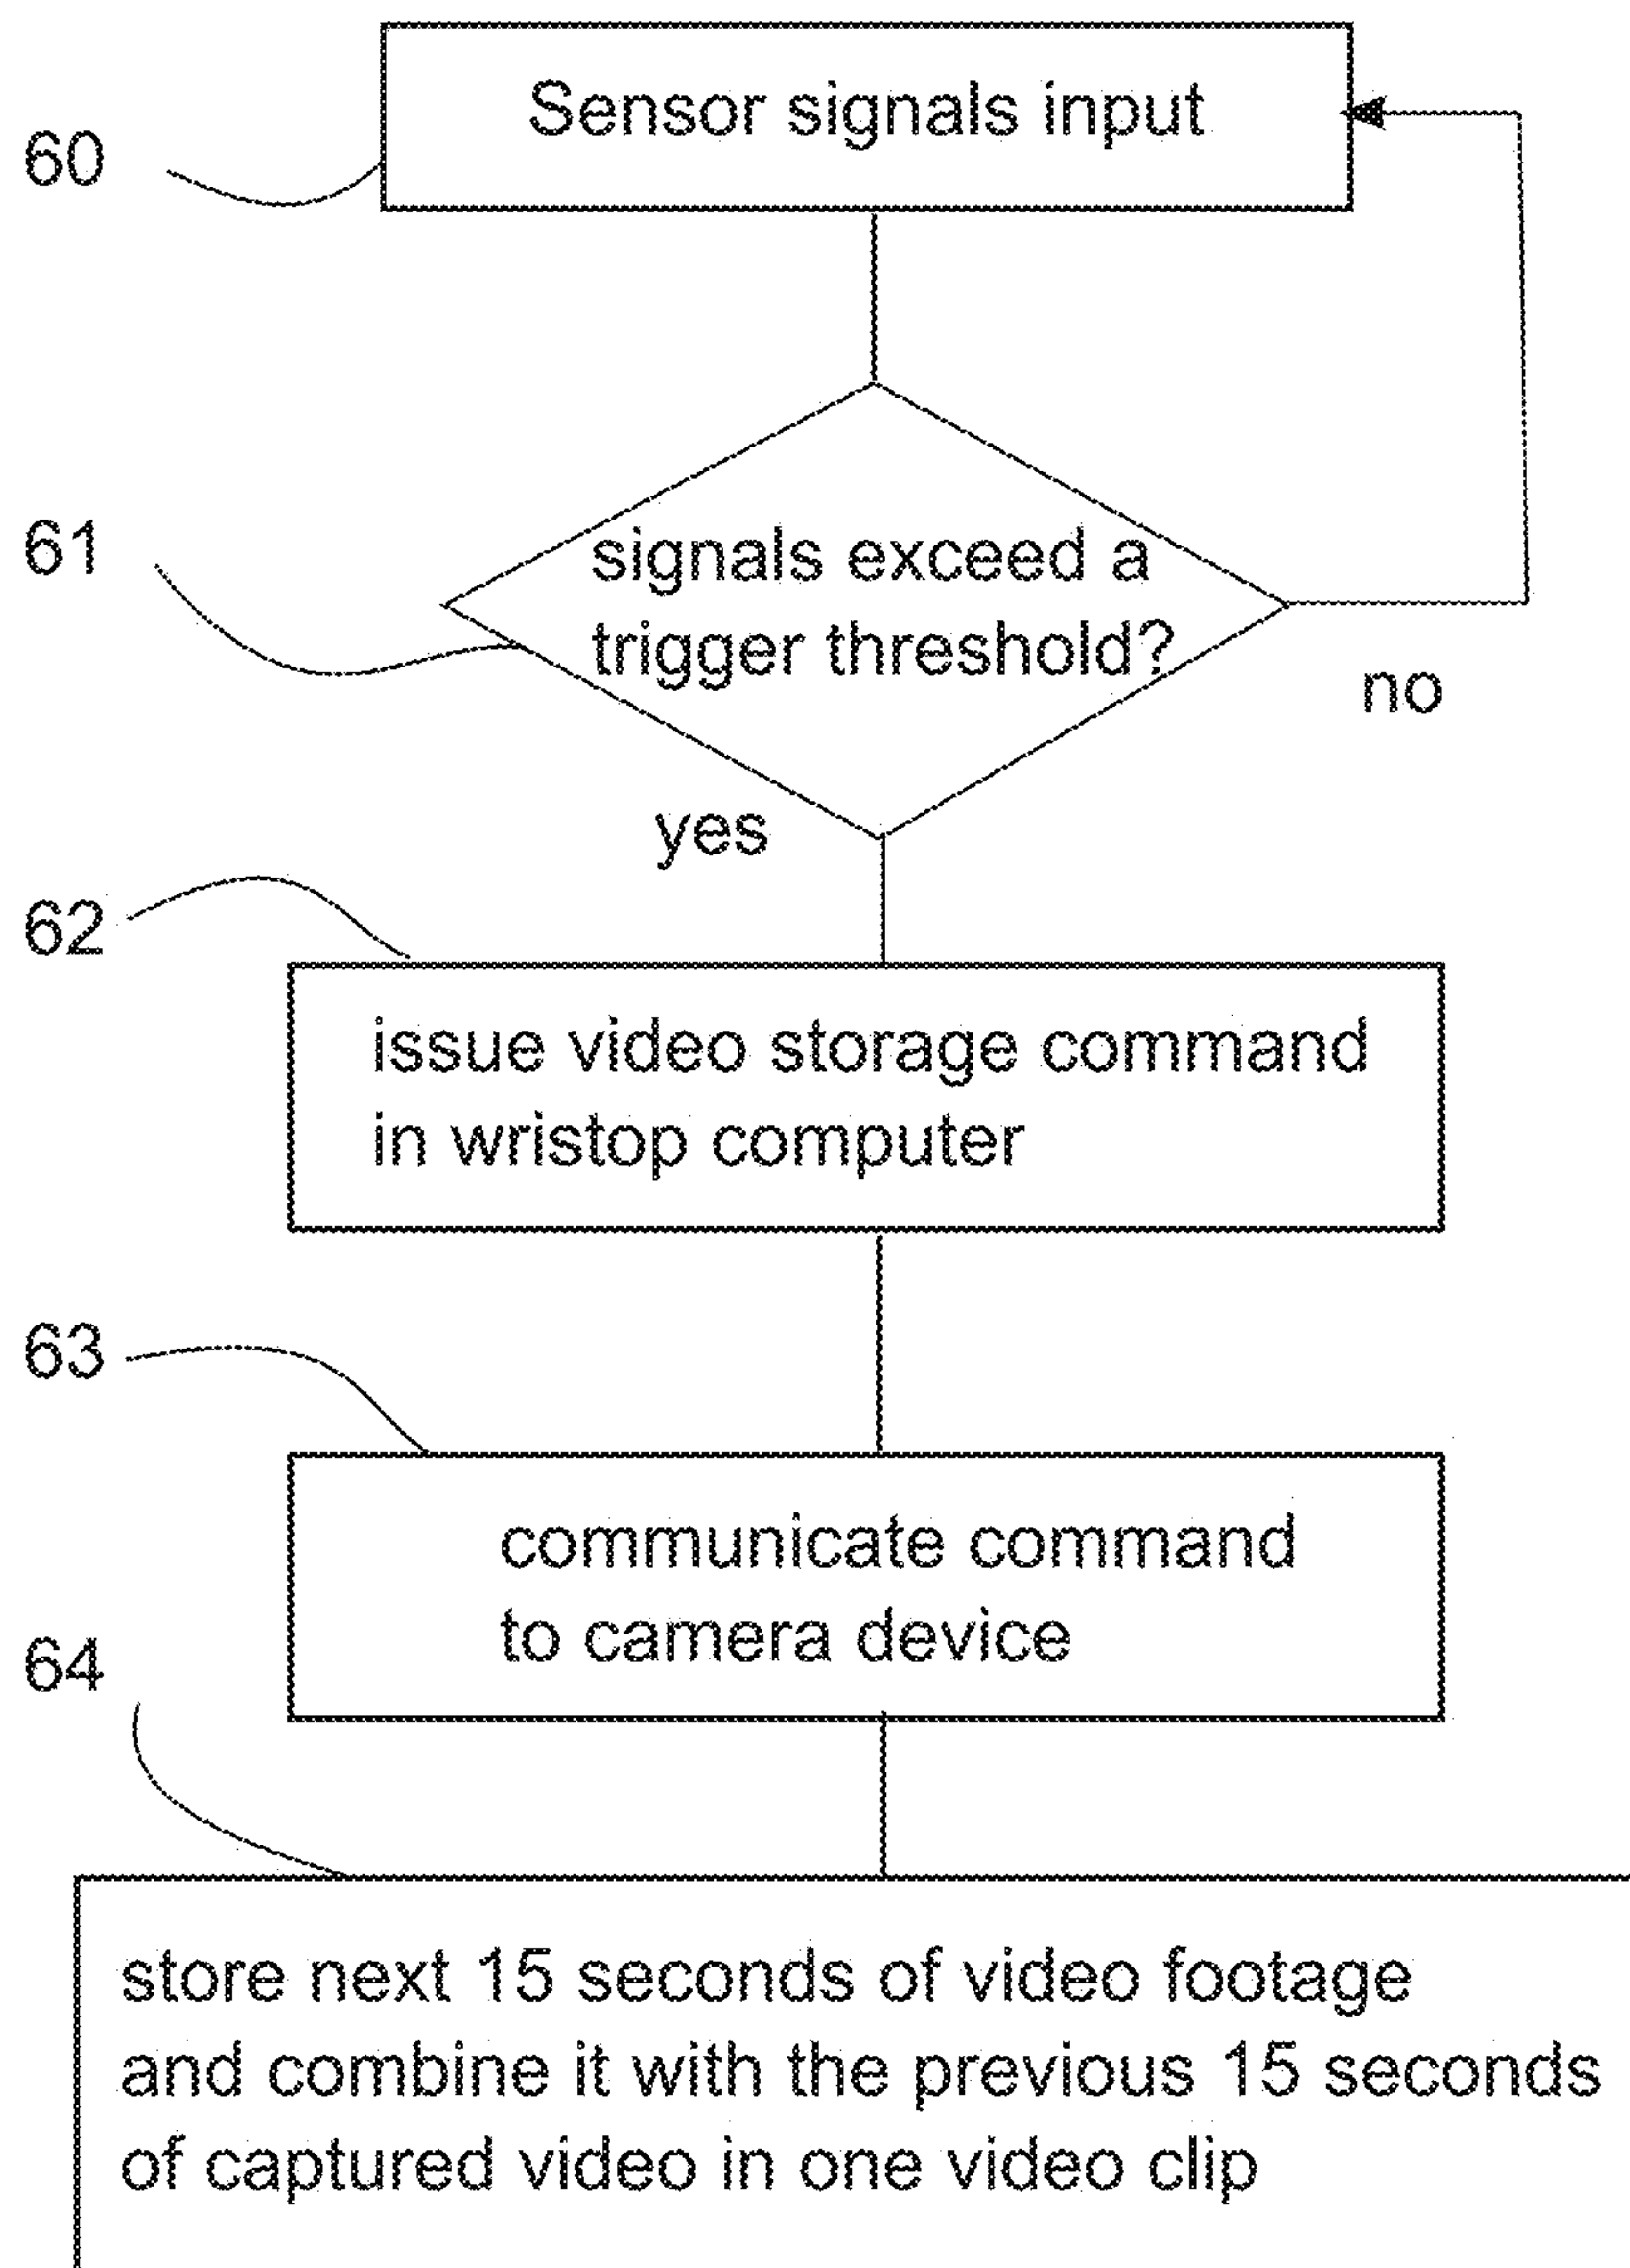 Sensor signals input
60
61
signals exceed a
trigger threshold?
no
yes
62
issue video storage command
in wristop computer
63
communicate command
to camera device
64
store next 15 seconds of video footage
and combine it with the previous 15 seconds
of captured video in one video clip